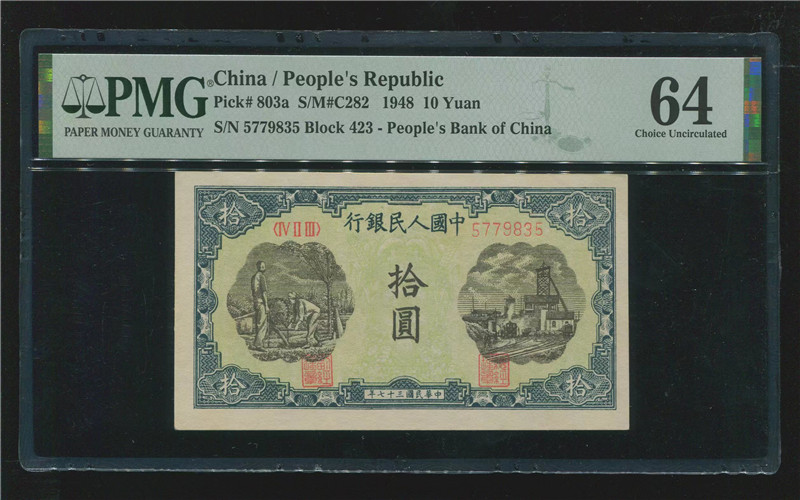 PMG®
PAPER MONEY GUARANTY
China / People's Republic
Pick# 803a S/M#C282 1948 10 Yuan
S/N 5779835 Block 423 - People's Bank of China
64
Choice Uncirculated
拾
拾
行銀民人國中
〈IV II III〉
5779835
拾圓
拾
拾
年七十三國民華中